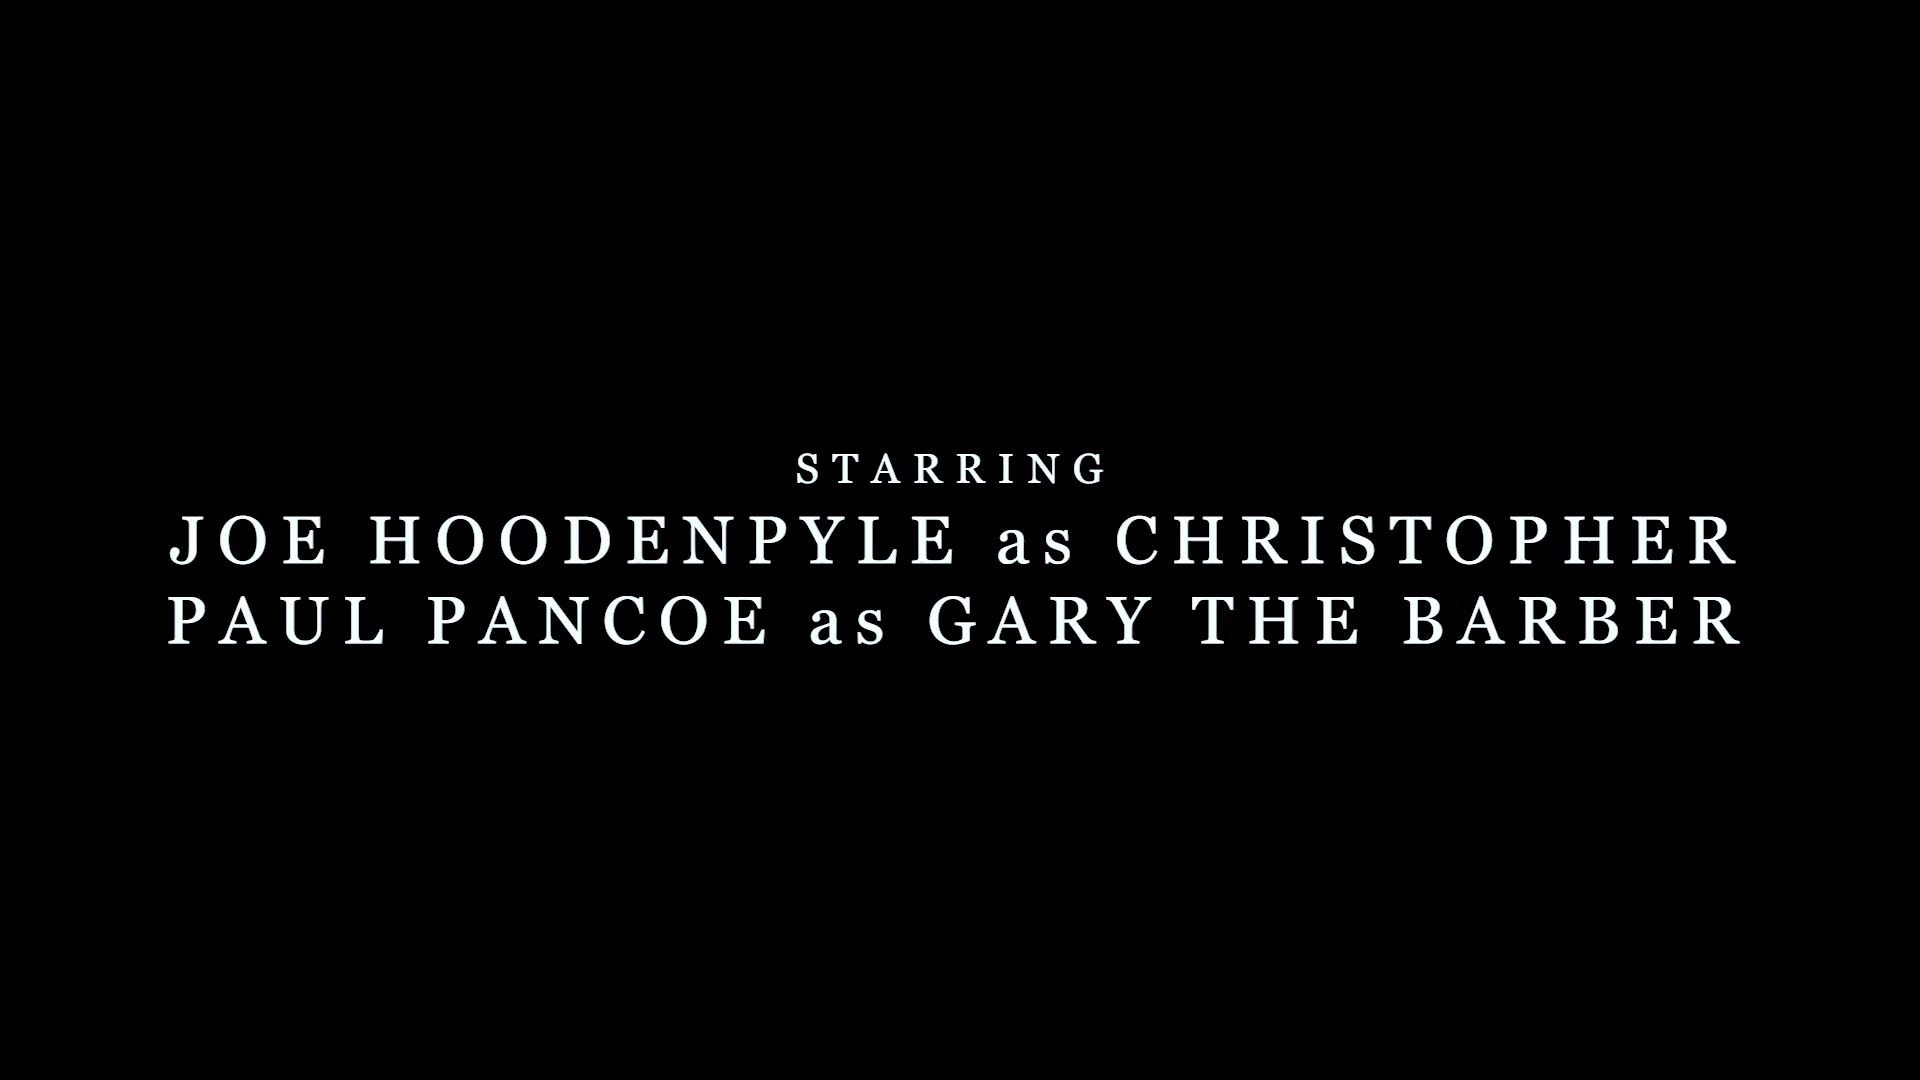 STARRING
JOE HOODENPYLE as CHRISTOPHER
PAUL PANCOE as GARY THE BARBER